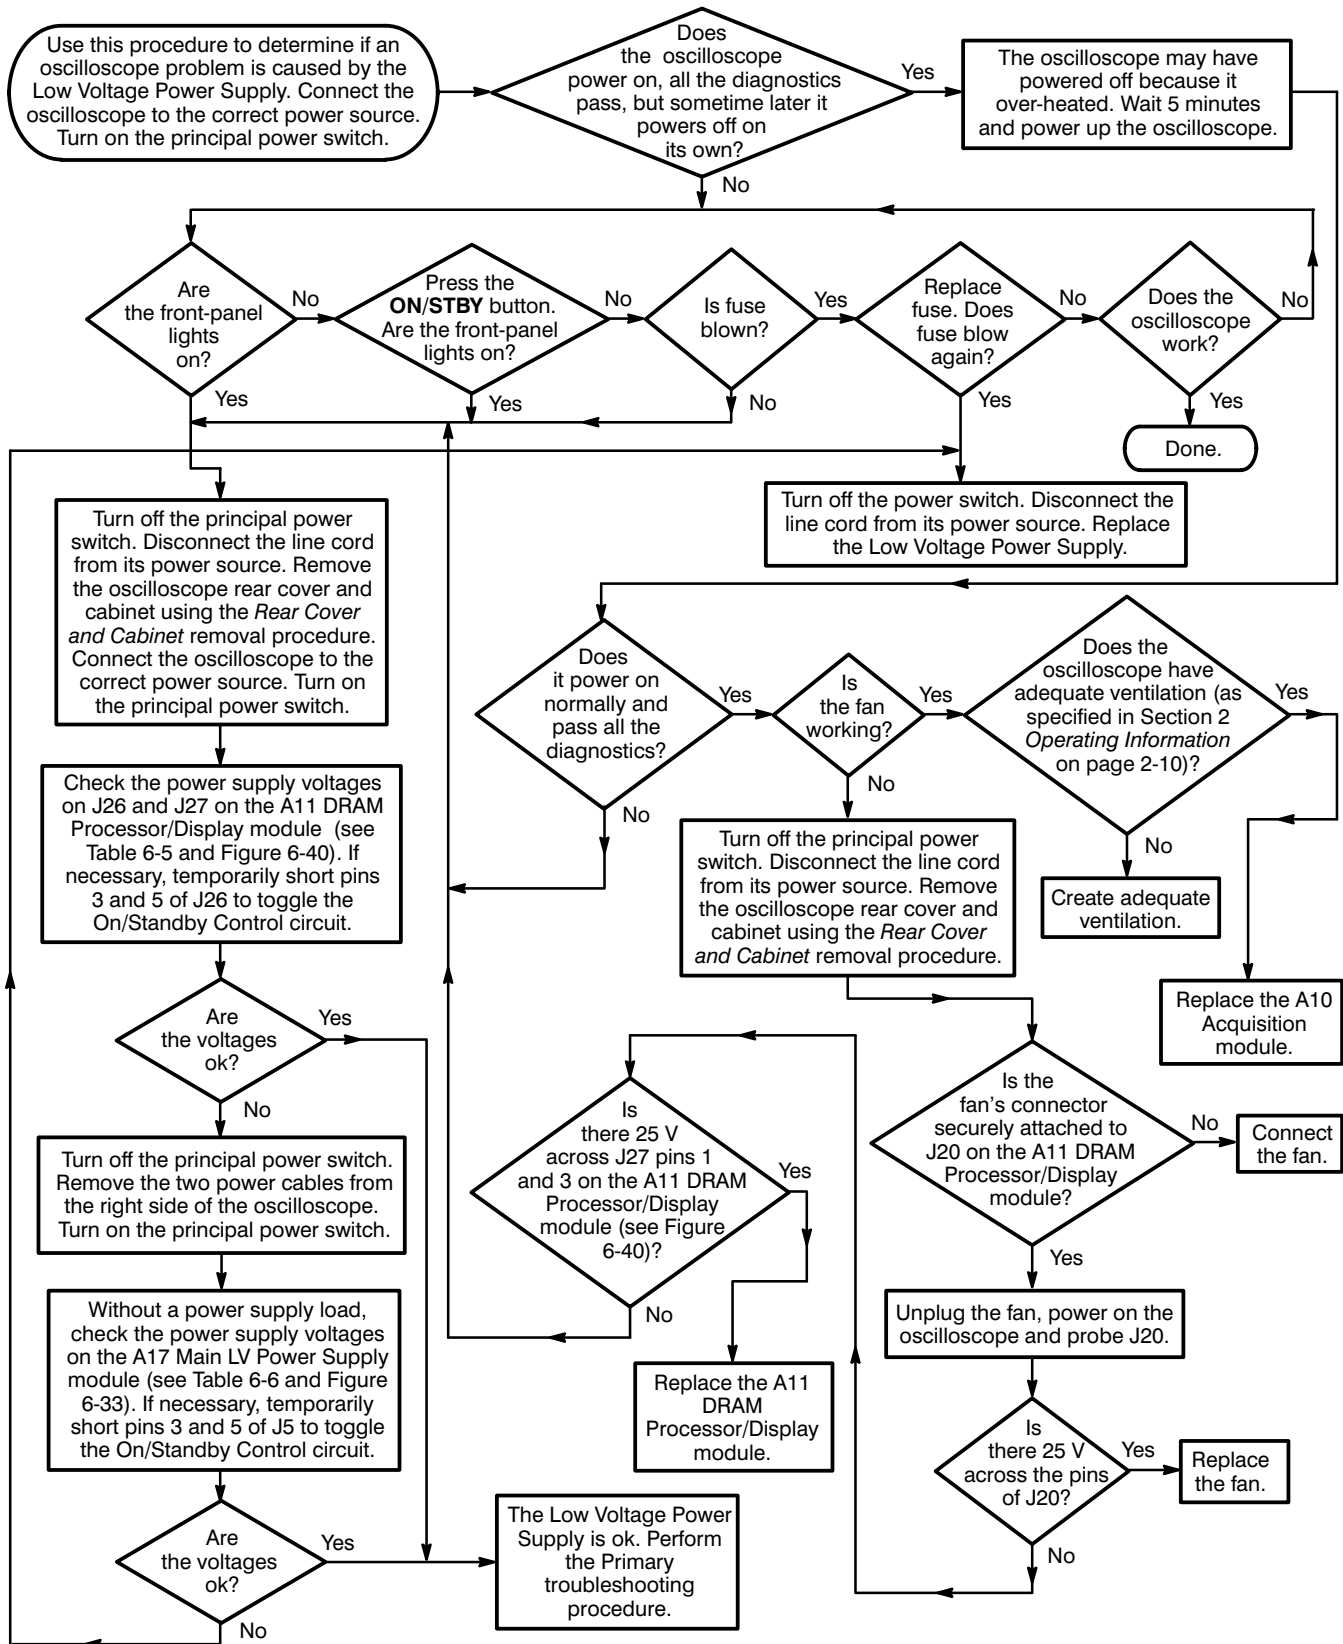 Use this procedure to determine if an
oscilloscope problem is caused by the
Low Voltage Power Supply. Connect the
oscilloscope to the correct power source.
Turn on the principal power switch.
Does
the oscilloscope
power on, all the diagnostics
pass, but sometime later it
powers off on
its own?
Yes
The oscilloscope may have
powered off because it
over-heated. Wait 5 minutes
and power up the oscilloscope.
No
Are
the front-panel
lights
on?
No
Press the
ON/STBY button.
Are the front-panel
lights on?
No
Is fuse
blown?
Yes
Replace
fuse. Does
fuse blow
again?
No
Does the
oscilloscope
work?
No
Yes
Yes
No
Yes
Yes
Done.
Turn off the power switch. Disconnect the
line cord from its power source. Replace
the Low Voltage Power Supply.
Turn off the principal power
switch. Disconnect the line cord
from its power source. Remove
the oscilloscope rear cover and
cabinet using the Rear Cover
and Cabinet removal procedure.
Connect the oscilloscope to the
correct power source. Turn on
the principal power switch.
Does
it power on
normally and
pass all the
diagnostics?
Yes
Is
the fan
working?
Yes
Does the
oscilloscope have
adequate ventilation (as
specified in Section 2
Operating Information
on page 2-10)?
Yes
No
No
No
Check the power supply voltages
on J26 and J27 on the A11 DRAM
Processor/Display module (see
Table 6-5 and Figure 6-40). If
necessary, temporarily short pins
3 and 5 of J26 to toggle the
On/Standby Control circuit.
Turn off the principal power
switch. Disconnect the line cord
from its power source. Remove
the oscilloscope rear cover and
cabinet using the Rear Cover
and Cabinet removal procedure.
Create adequate
ventilation.
Replace the A10
Acquisition
module.
Are
the voltages
ok?
Yes
No
Is
there 25 V
across J27 pins 1
and 3 on the A11 DRAM
Processor/Display
module (see Figure
6-40)?
Yes
No
Is the
fan's connector
securely attached to
J20 on the A11 DRAM
Processor/Display
module?
No
Connect
the fan.
Yes
Turn off the principal power switch.
Remove the two power cables from
the right side of the oscilloscope.
Turn on the principal power switch.
Unplug the fan, power on the
oscilloscope and probe J20.
Without a power supply load,
check the power supply voltages
on the A17 Main LV Power Supply
module (see Table 6-6 and Figure
6-33). If necessary, temporarily
short pins 3 and 5 of J5 to toggle
the On/Standby Control circuit.
Replace the A11
DRAM
Processor/Display
module.
Is
there 25 V
across the pins
of J20?
Yes
Replace
the fan.
No
Are
the voltages
ok?
Yes
The Low Voltage Power
Supply is ok. Perform
the Primary
troubleshooting
procedure.
No